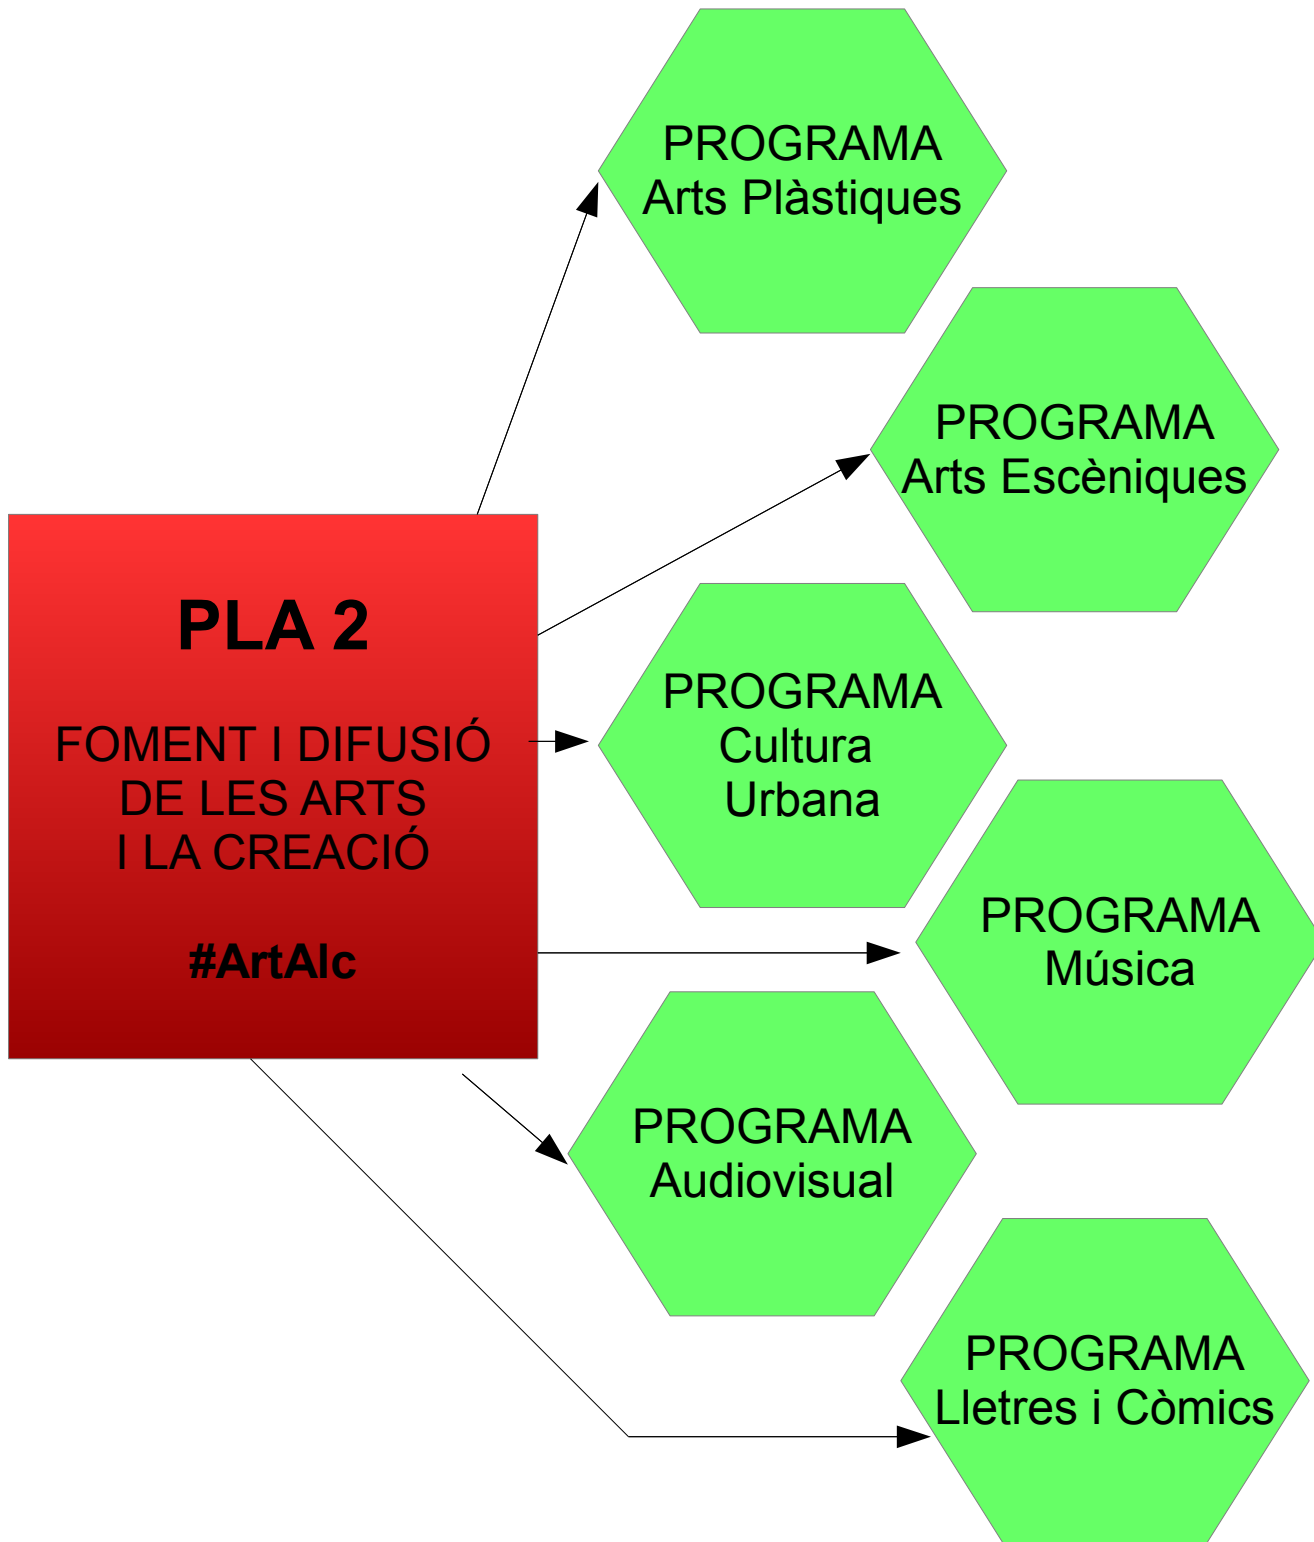 PROGRAMA
Arts Plàstiques
PROGRAMA
Arts Escèniques
PLA 2
FOMENT I DIFUSIÓ
DE LES ARTS
I LA CREACIÓ
#ArtAlc
PROGRAMA
Cultura
Urbana
PROGRAMA
Música
PROGRAMA
Audiovisual
PROGRAMA
Lletres i Còmics